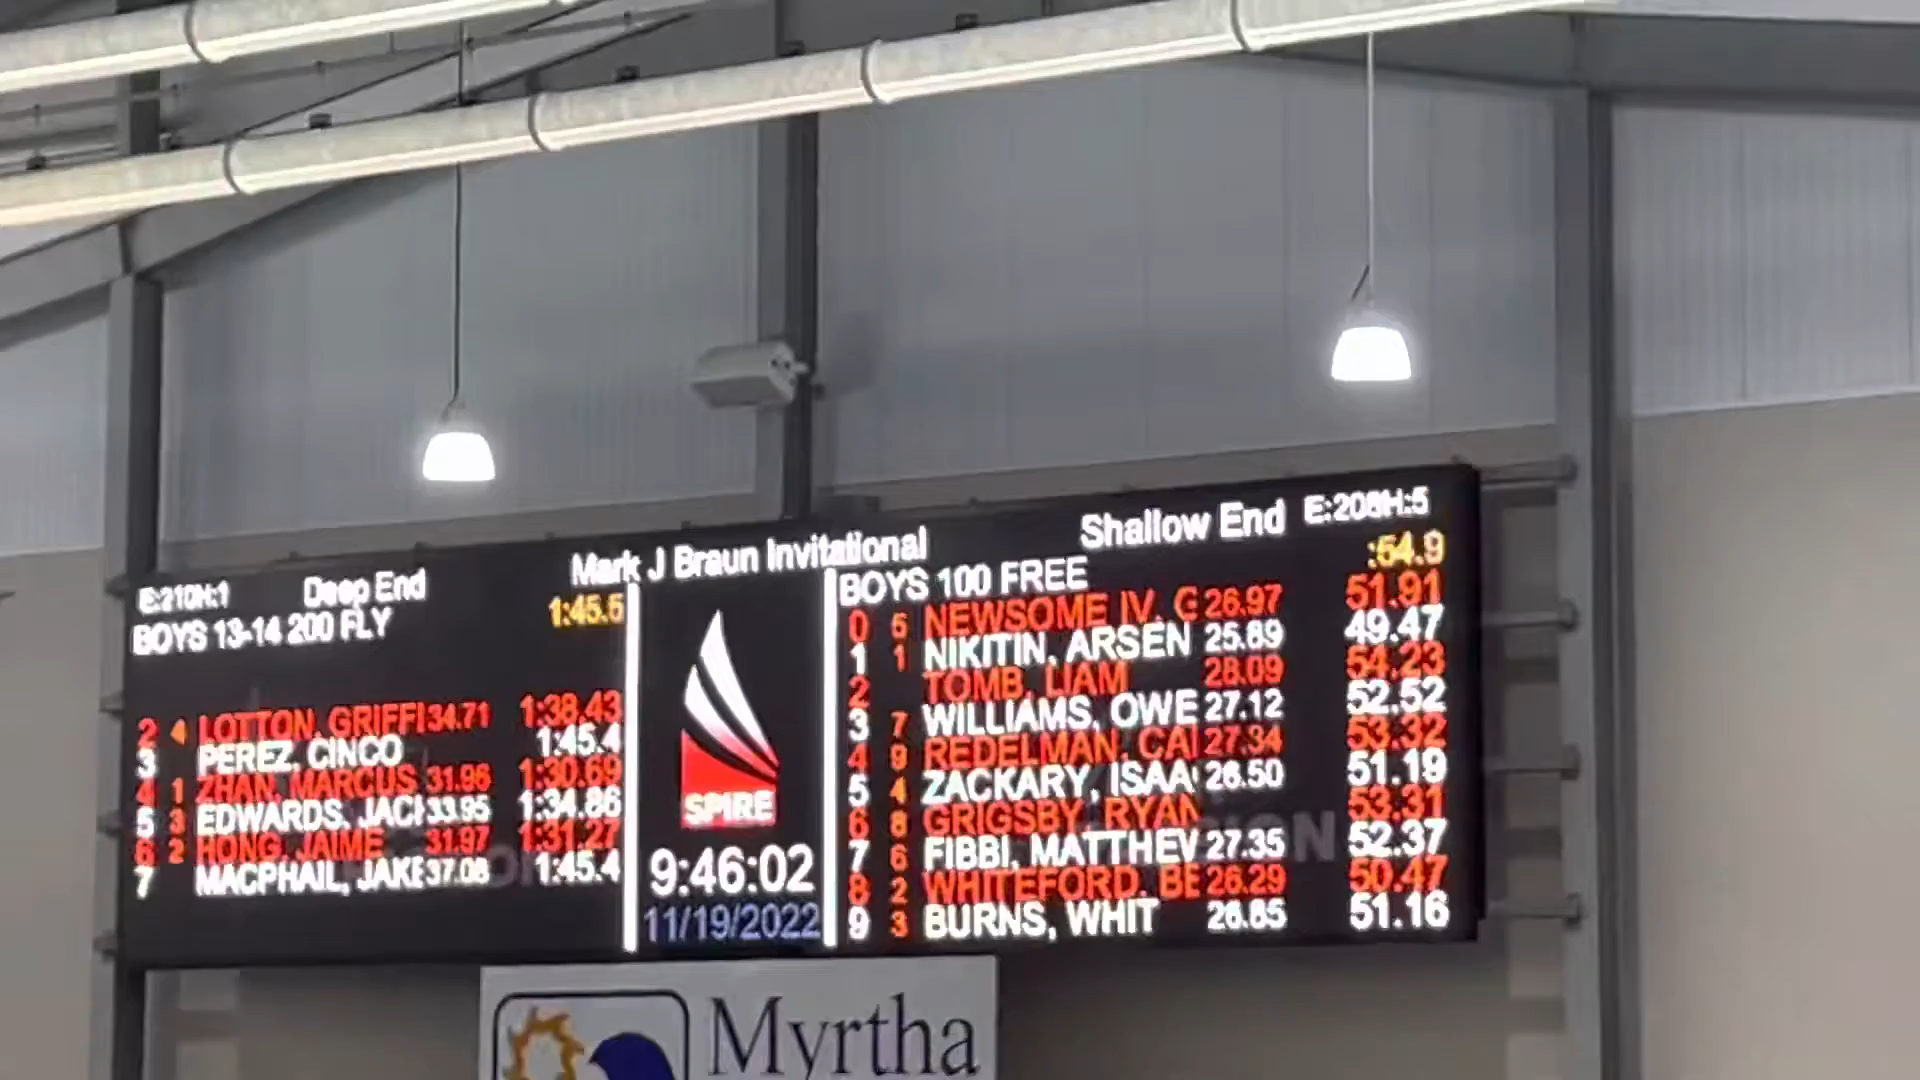 Mark J Braun Invitational
E:210H:1 Deep End
BOYS 13-14 200 FLY 1:45.5
2 4 LOTTON, GRIFFI 34.71 1:38.43
3 PEREZ, CINCO 1:45.4
4 1 ZHAN, MARCUS 31.96 1:30.69
5 3 EDWARDS, JACK 33.95 1:34.86
6 2 HONG, JAIME 31.97 1:31.27
7 MACPHAIL, JAKE 37.08 1:45.4
SPIRE
9:46:02
11/19/2022
Shallow End E:208H:5
:54.9
BOYS 100 FREE
0 5 NEWSOME IV, G 26.97 51.91
1 1 NIKITIN, ARSEN 25.89 49.47
2 TOMB, LIAM 28.09 54.23
3 7 WILLIAMS, OWE 27.12 52.52
4 9 REDELMAN, CAL 27.34 53.32
5 4 ZACKARY, ISAA 26.50 51.19
6 8 GRIGSBY, RYAN 53.31
7 6 FIBBI, MATTHEW 27.35 52.37
8 2 WHITEFORD, BE 26.29 50.47
9 3 BURNS, WHIT 26.85 51.16
Myrtha